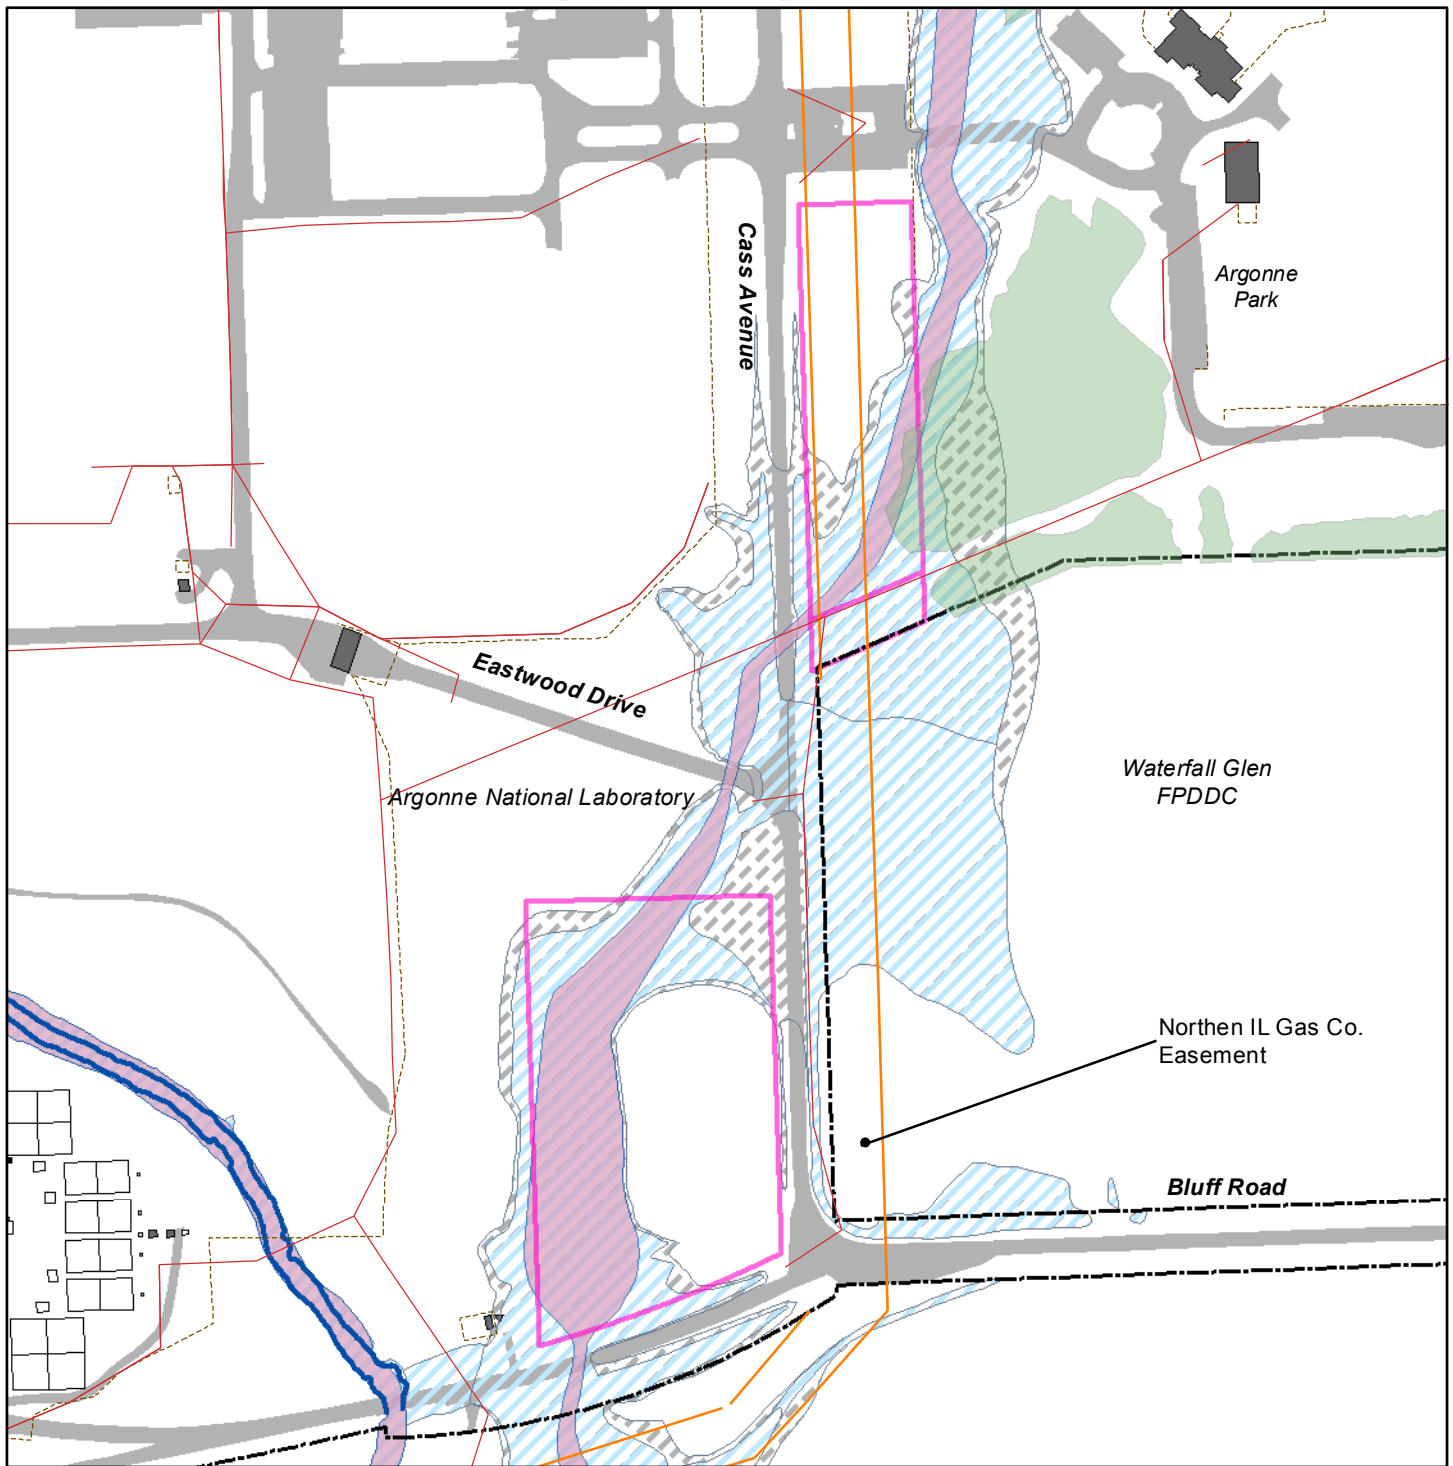 Cass Avenue
Argonne
Park
Eastwood Drive
Argonne National Laboratory
Waterfall Glen
FPDDC
Northen IL Gas Co.
Easement
Bluff Road